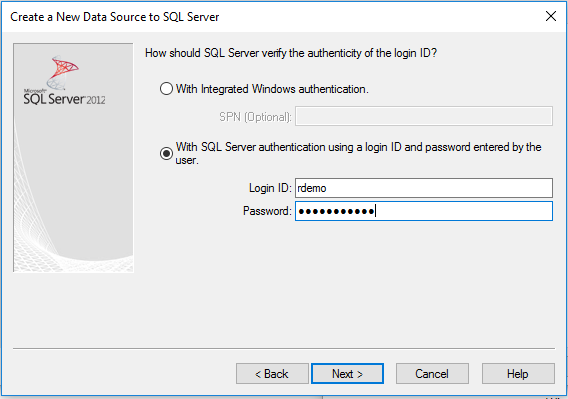 Create a New Data Source to SQL Server
Microsoft
SQL Server 2012
How should SQL Server verify the authenticity of the login ID?
With Integrated Windows authentication.
SPN (Optional):
With SQL Server authentication using a login ID and password entered by the
user.
Login ID: rdemo
Password: ●●●●●●●●●●●
< Back Next > Cancel Help